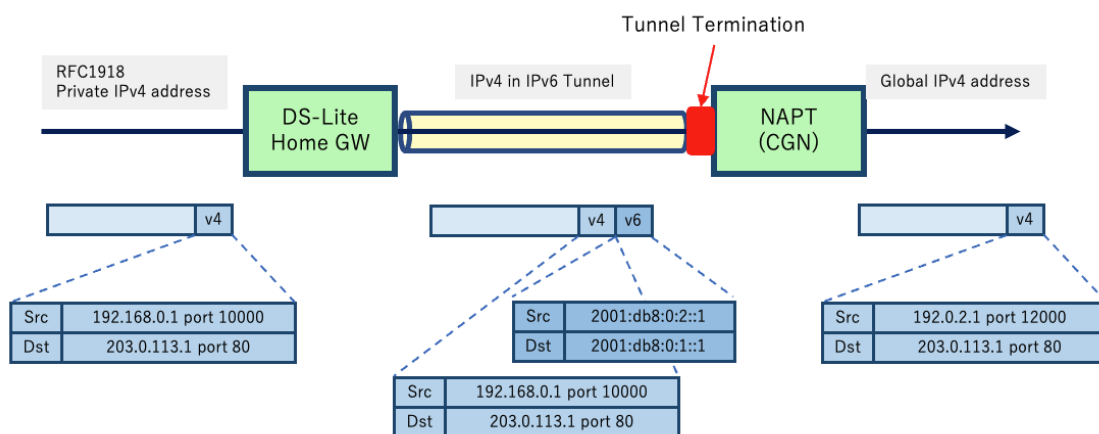 Tunnel Termination
RFC1918
Private IPv4 address
IPv4 in IPv6 Tunnel
Global IPv4 address
DS-Lite
Home GW
NAPT
(CGN)
v4
v4 v6
v4
Src 192.168.0.1 port 10000
Dst 203.0.113.1 port 80
Src 2001:db8:0:2::1
Dst 2001:db8:0:1::1
Src 192.168.0.1 port 10000
Dst 203.0.113.1 port 80
Src 192.0.2.1 port 12000
Dst 203.0.113.1 port 80